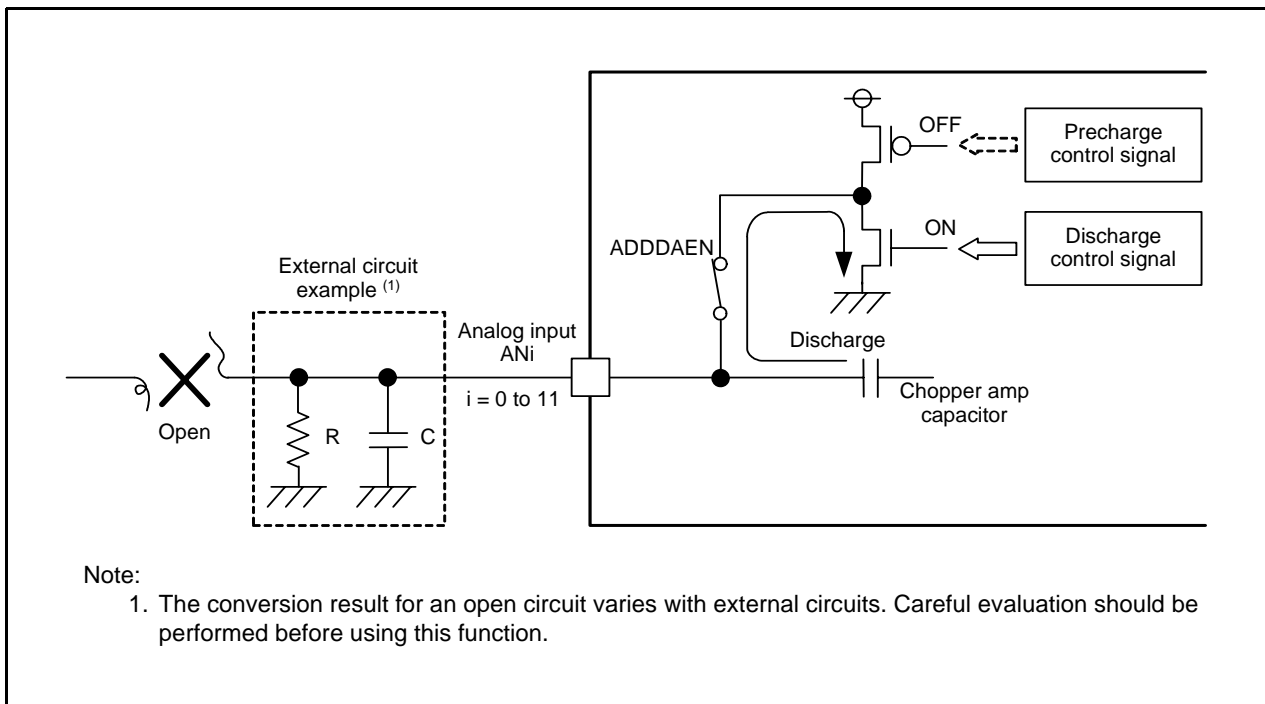 OFF
Precharge
control signal
ON
Discharge
control signal
ADDDAEN
External circuit
example (1)
Analog input
ANi
Discharge
i = 0 to 11
Chopper amp
capacitor
Open
R
C
Note:
1. The conversion result for an open circuit varies with external circuits. Careful evaluation should be
performed before using this function.